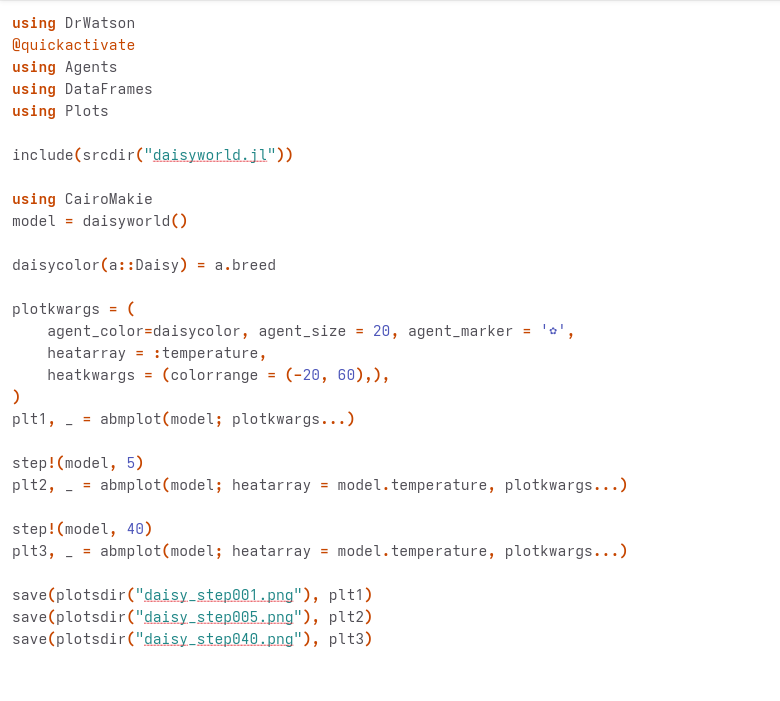 using DrWatson
@quickactivate
using Agents
using DataFrames
using Plots
include(srcdir("daisyworld.jl"))
using CairoMakie
model = daisyworld()
daisycolor(a::Daisy) = a.breed
plotkwargs = (
    agent_color=daisycolor, agent_size = 20, agent_marker = '✿',
    heatarray = :temperature,
    heatkwargs = (colorrange = (-20, 60),),
)
plt1, _ = abmplot(model; plotkwargs...)
step!(model, 5)
plt2, _ = abmplot(model; heatarray = model.temperature, plotkwargs...)
step!(model, 40)
plt3, _ = abmplot(model; heatarray = model.temperature, plotkwargs...)
save(plotsdir("daisy_step001.png"), plt1)
save(plotsdir("daisy_step005.png"), plt2)
save(plotsdir("daisy_step040.png"), plt3)